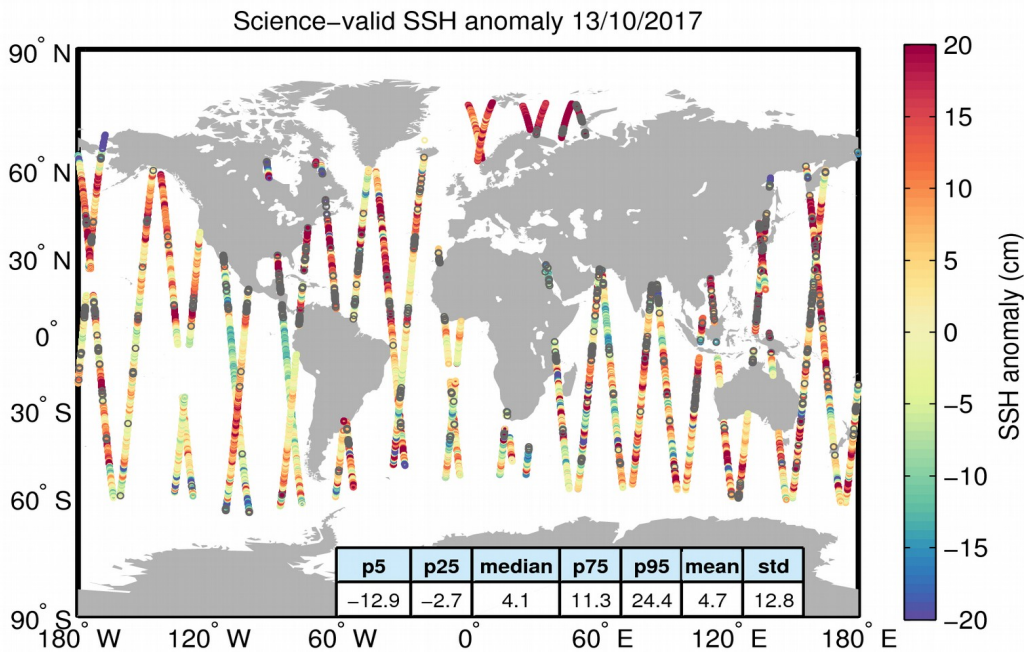 Science−valid SSH anomaly 13/10/2017
90° N
60° N
30° N
0°
30° S
60° S
90° S
180° W
120° W
60° W
0°
60° E
120° E
180° E
p5 p25 median p75 p95 mean std
−12.9 −2.7 4.1 11.3 24.4 4.7 12.8
20
15
10
5
0
−5
−10
−15
−20
SSH anomaly (cm)